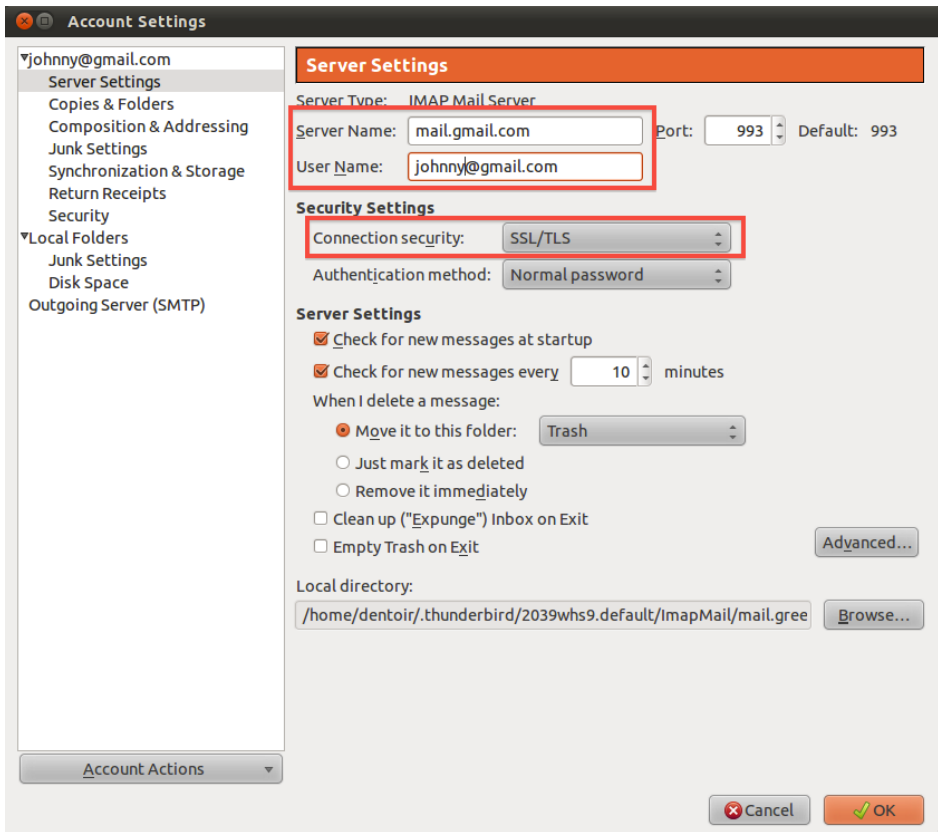 Account Settings
johnny@gmail.com
Server Settings
Copies & Folders
Composition & Addressing
Junk Settings
Synchronization & Storage
Return Receipts
Security
Local Folders
Junk Settings
Disk Space
Outgoing Server (SMTP)
Account Actions
Server Settings
Server Type: IMAP Mail Server
Server Name: mail.gmail.com Port: 993 Default: 993
User Name: johnny@gmail.com
Security Settings
Connection security: SSL/TLS
Authentication method: Normal password
Server Settings
Check for new messages at startup
Check for new messages every 10 minutes
When I delete a message:
Move it to this folder: Trash
Just mark it as deleted
Remove it immediately
Clean up ("Expunge") Inbox on Exit
Empty Trash on Exit
Advanced...
Local directory:
/home/dentoir/.thunderbird/2039whs9.default/ImapMail/mail.gree Browse...
Cancel OK